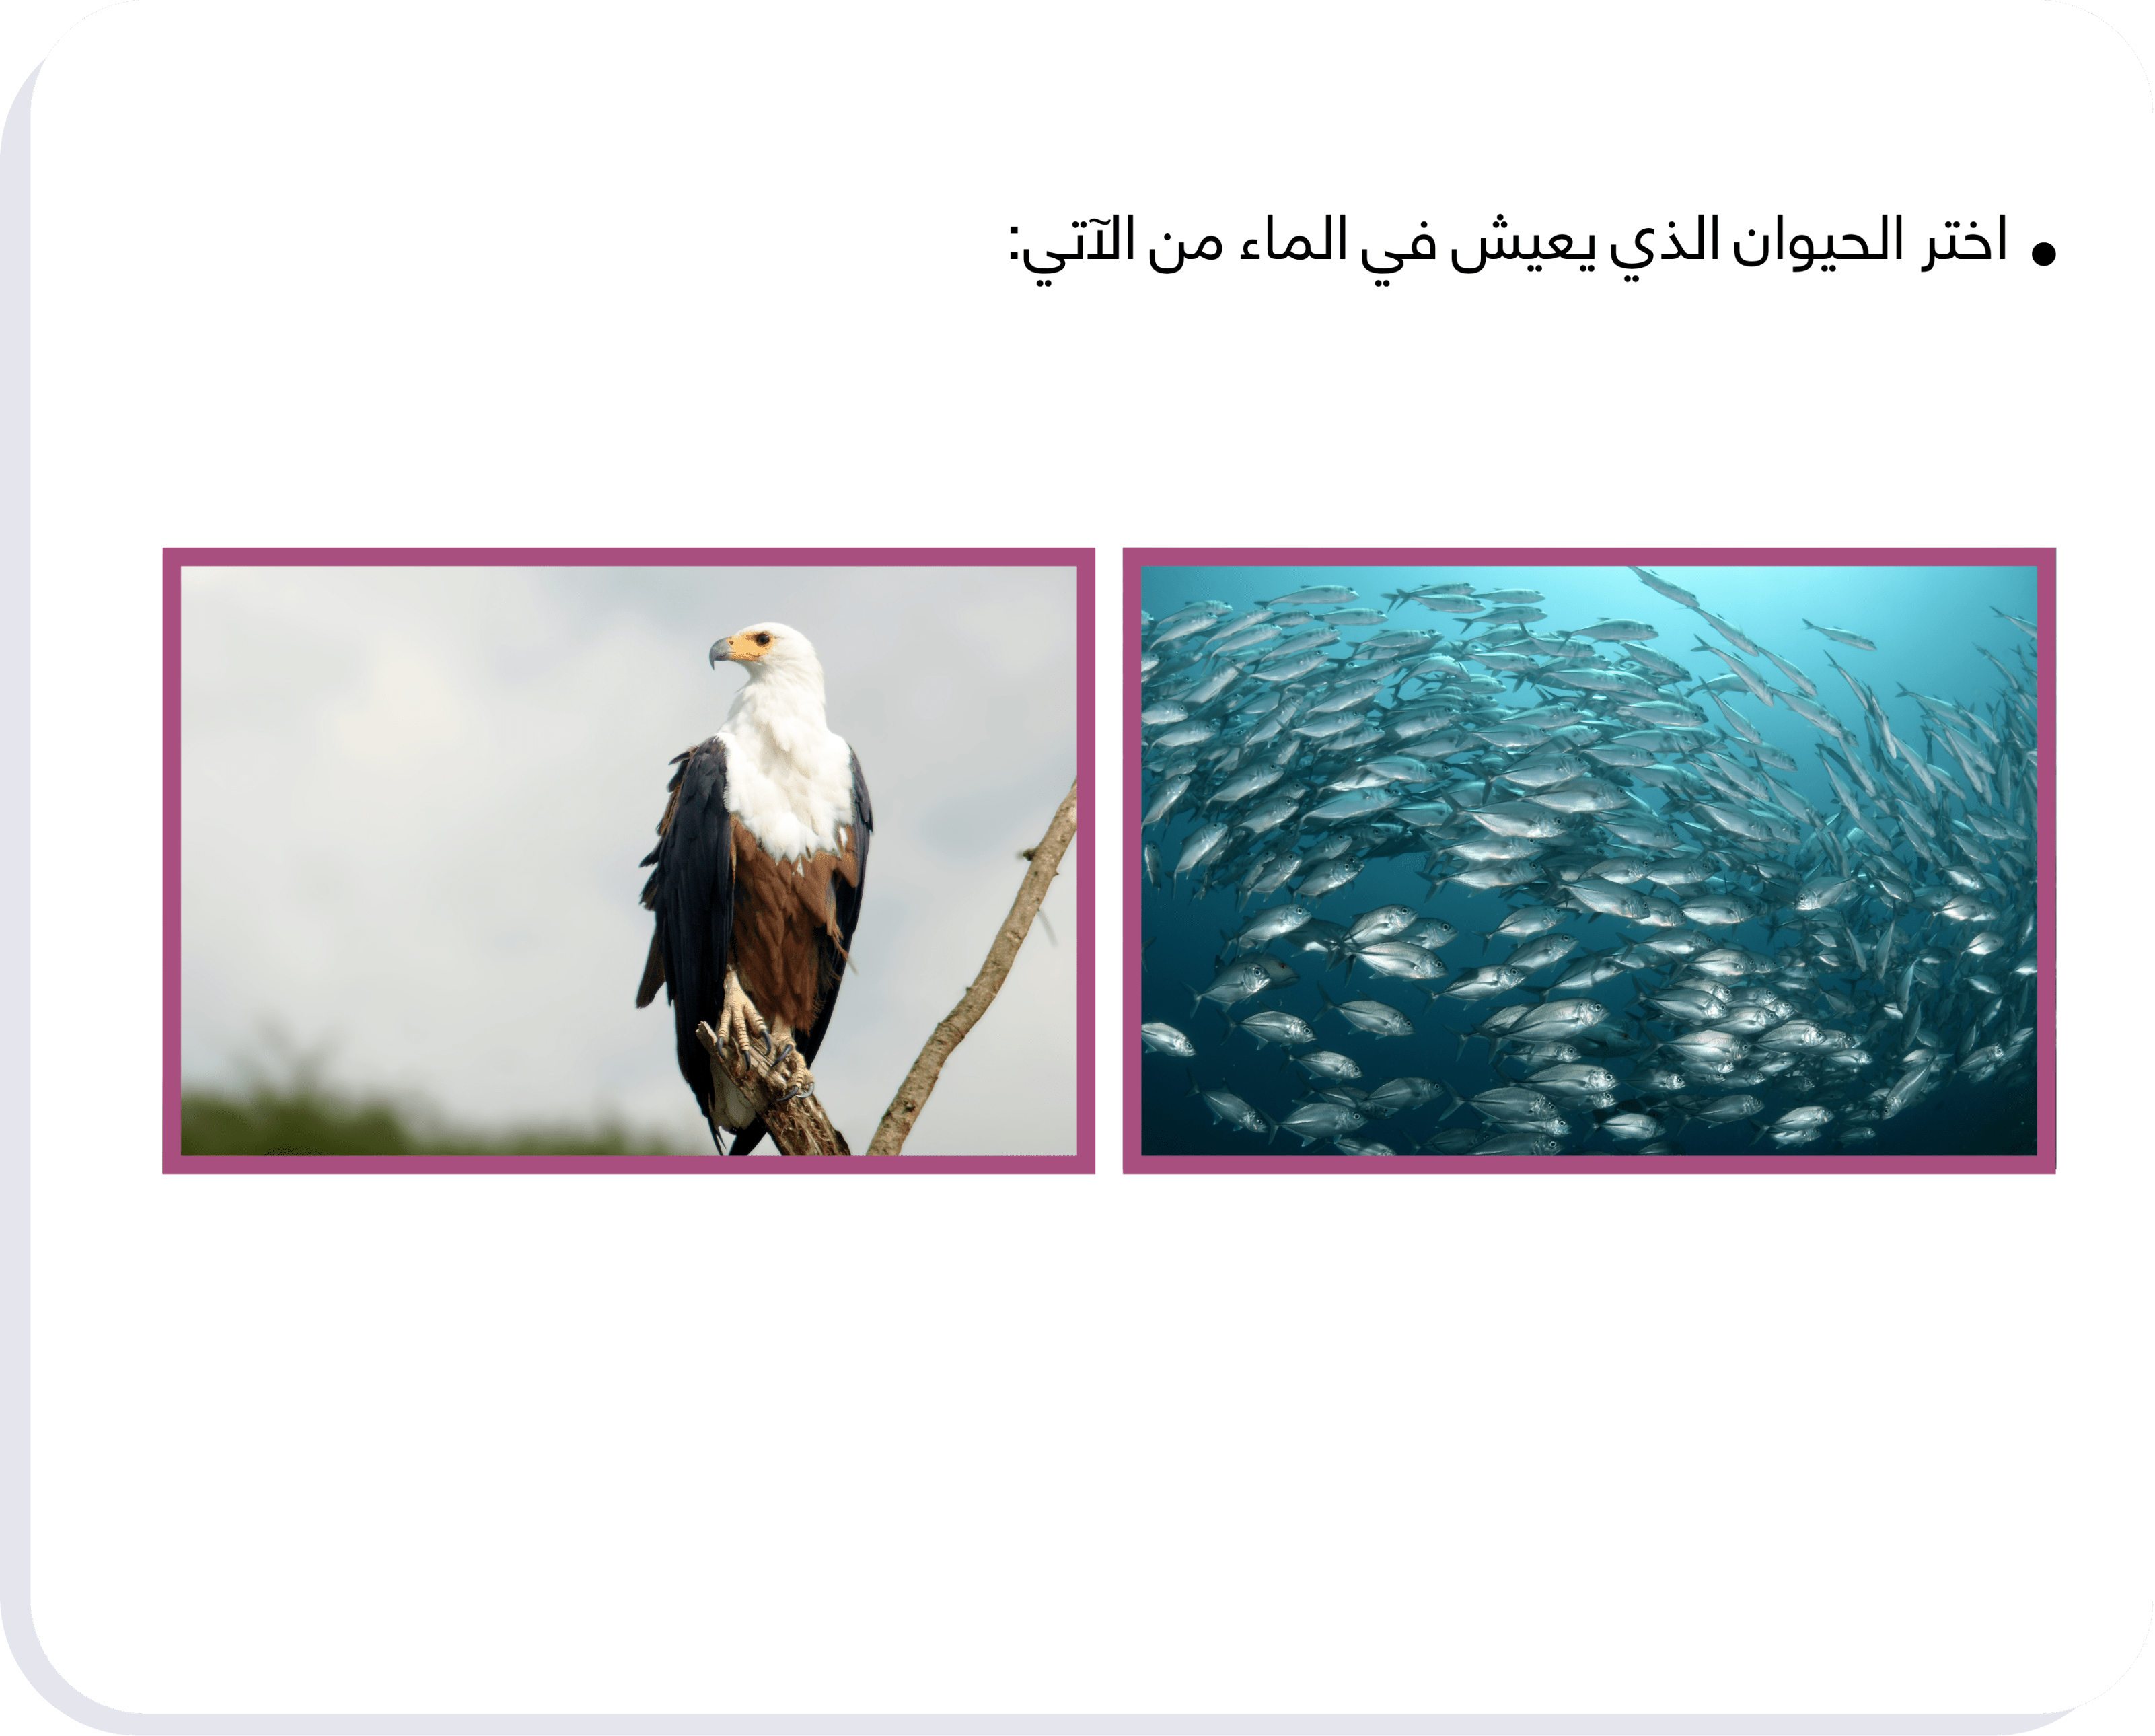 • اختر الحيوان الذي يعيش في الماء من الآتي: